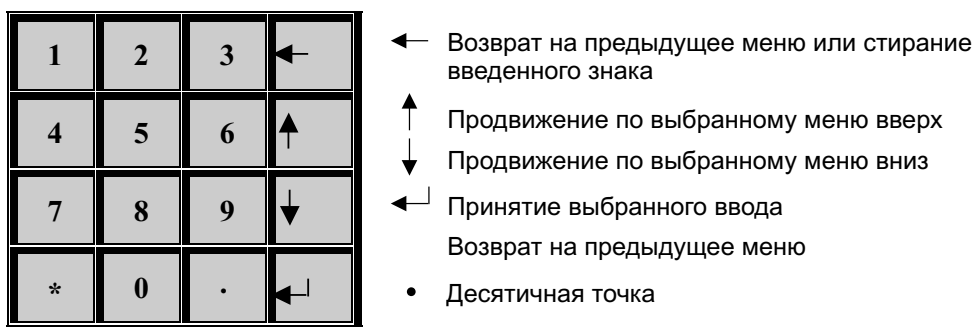 1 2 3 ←
4 5 6 ↑
7 8 9 ↓
* 0 . ↵
← Возврат на предыдущее меню или стирание
введенного знака
↑ Продвижение по выбранному меню вверх
↓ Продвижение по выбранному меню вниз
↵ Принятие выбранного ввода
Возврат на предыдущее меню
• Десятичная точка